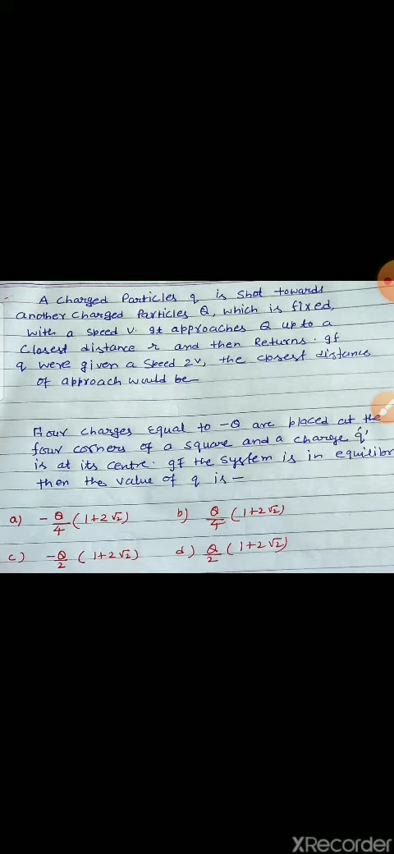 A charged Particles q is shot towards
another charged Particles Q, which is fixed,
with a speed V. It approaches Q up to a
closest distance r and then Returns. If
q were given a speed 2v, the closest distance
of approach would be-
Four charges Equal to -Q are placed at the
four corners of a square and a charge 'q'
is at its centre. If the system is in equilibr
then the value of q is -
a) -Q/4 (1+2√2) b) Q/4 (1+2√2)
c) -Q/2 (1+2√2) d) Q/2 (1+2√2)
XRecorder